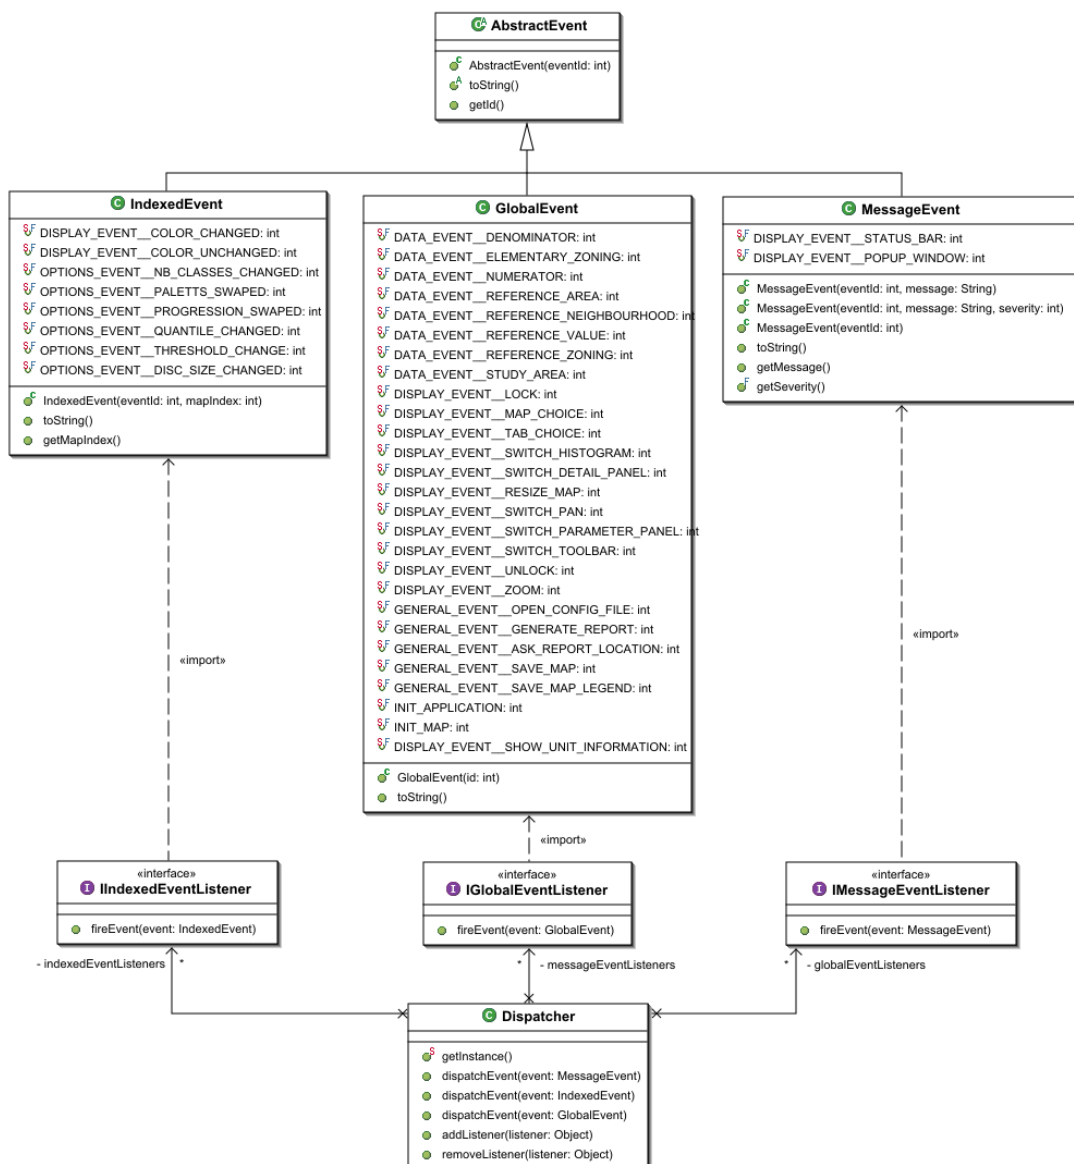 AbstractEvent
AbstractEvent(eventId: int)
toString()
getId()
IndexedEvent
DISPLAY_EVENT__COLOR_CHANGED: int
DISPLAY_EVENT__COLOR_UNCHANGED: int
OPTIONS_EVENT__NB_CLASSES_CHANGED: int
OPTIONS_EVENT__PALETTS_SWAPED: int
OPTIONS_EVENT__PROGRESSION_SWAPED: int
OPTIONS_EVENT__QUANTILE_CHANGED: int
OPTIONS_EVENT__THRESHOLD_CHANGE: int
OPTIONS_EVENT__DISC_SIZE_CHANGED: int
IndexedEvent(eventId: int, mapIndex: int)
toString()
getMapIndex()
GlobalEvent
DATA_EVENT__DENOMINATOR: int
DATA_EVENT__ELEMENTARY_ZONING: int
DATA_EVENT__NUMERATOR: int
DATA_EVENT__REFERENCE_AREA: int
DATA_EVENT__REFERENCE_NEIGHBOURHOOD: int
DATA_EVENT__REFERENCE_VALUE: int
DATA_EVENT__REFERENCE_ZONING: int
DATA_EVENT__STUDY_AREA: int
DISPLAY_EVENT__LOCK: int
DISPLAY_EVENT__MAP_CHOICE: int
DISPLAY_EVENT__TAB_CHOICE: int
DISPLAY_EVENT__SWITCH_HISTOGRAM: int
DISPLAY_EVENT__SWITCH_DETAIL_PANEL: int
DISPLAY_EVENT__RESIZE_MAP: int
DISPLAY_EVENT__SWITCH_PAN: int
DISPLAY_EVENT__SWITCH_PARAMETER_PANEL: int
DISPLAY_EVENT__SWITCH_TOOLBAR: int
DISPLAY_EVENT__UNLOCK: int
DISPLAY_EVENT__ZOOM: int
GENERAL_EVENT__OPEN_CONFIG_FILE: int
GENERAL_EVENT__GENERATE_REPORT: int
GENERAL_EVENT__ASK_REPORT_LOCATION: int
GENERAL_EVENT__SAVE_MAP: int
GENERAL_EVENT__SAVE_MAP_LEGEND: int
INIT_APPLICATION: int
INIT_MAP: int
DISPLAY_EVENT__SHOW_UNIT_INFORMATION: int
GlobalEvent(id: int)
toString()
MessageEvent
DISPLAY_EVENT__STATUS_BAR: int
DISPLAY_EVENT__POPUP_WINDOW: int
MessageEvent(eventId: int, message: String)
MessageEvent(eventId: int, message: String, severity: int)
MessageEvent(eventId: int)
toString()
getMessage()
getSeverity()
«import»
«import»
«import»
«interface»
IIndexedEventListener
fireEvent(event: IndexedEvent)
«interface»
IGlobalEventListener
fireEvent(event: GlobalEvent)
«interface»
IMessageEventListener
fireEvent(event: MessageEvent)
- indexedEventListeners *
* - messageEventListeners
* - globalEventListeners
Dispatcher
getInstance()
dispatchEvent(event: MessageEvent)
dispatchEvent(event: IndexedEvent)
dispatchEvent(event: GlobalEvent)
addListener(listener: Object)
removeListener(listener: Object)